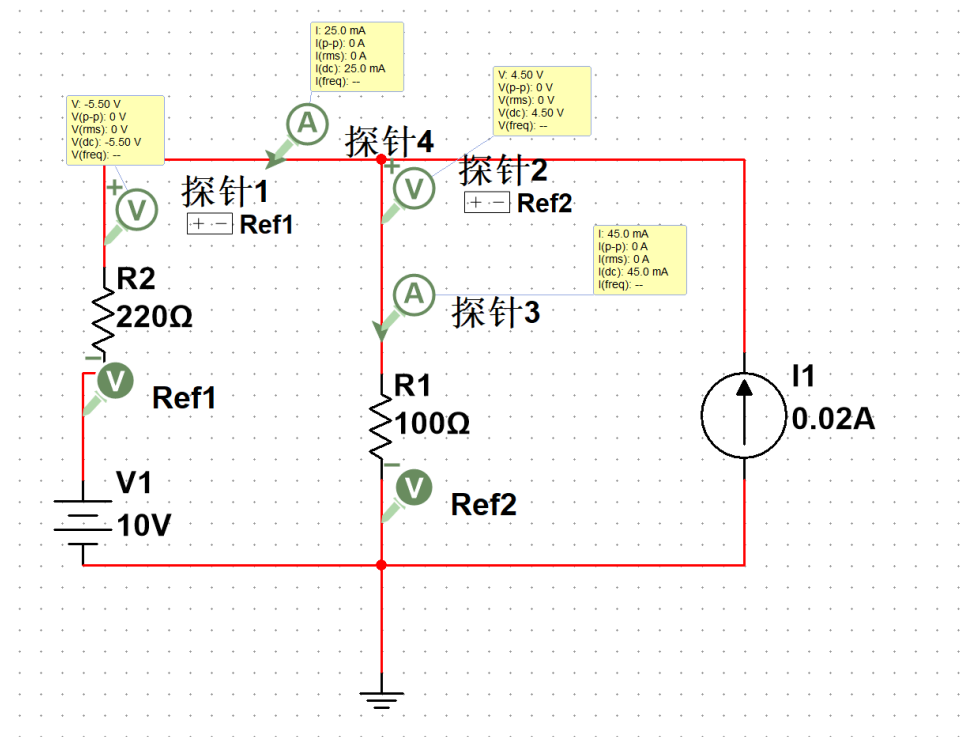 I: 25.0 mA
I(p-p): 0 A
I(rms): 0 A
I(dc): 25.0 mA
I(freq): --
A
V: 4.50 V
V(p-p): 0 V
V(rms): 0 V
V(dc): 4.50 V
V(freq): --
V: -5.50 V
V(p-p): 0 V
V(rms): 0 V
V(dc): -5.50 V
V(freq): --
探针4
探针1
+ V
+ - Ref1
探针2
+ V
+ - Ref2
I: 45.0 mA
I(p-p): 0 A
I(rms): 0 A
I(dc): 45.0 mA
I(freq): --
A
探针3
R2
220Ω
V
Ref1
R1
100Ω
I1
0.02A
V1
10V
V
Ref2